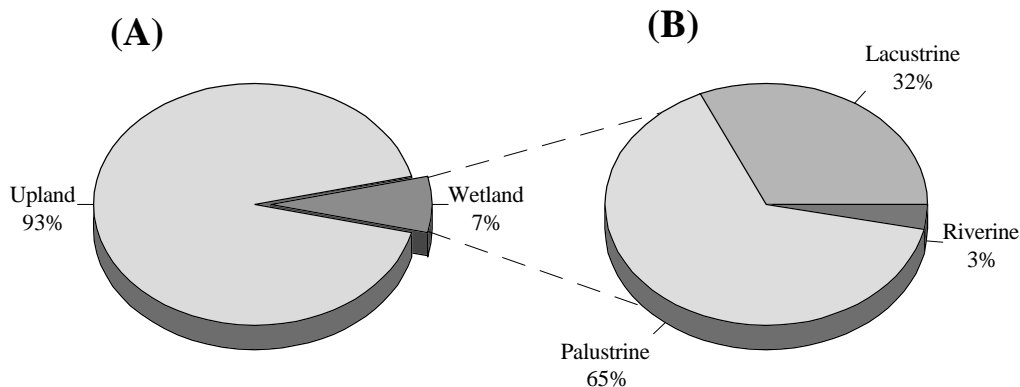 (A)
(B)
Upland
93%
Wetland
7%
Lacustrine
32%
Riverine
3%
Palustrine
65%